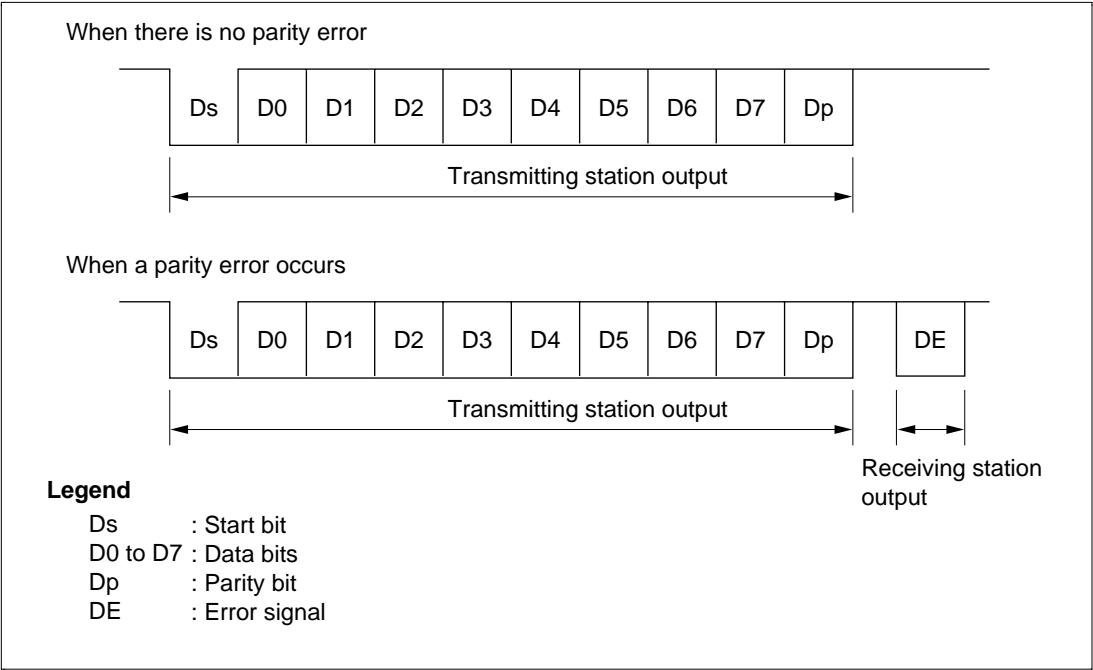 When there is no parity error
Ds D0 D1 D2 D3 D4 D5 D6 D7 Dp
Transmitting station output
When a parity error occurs
Ds D0 D1 D2 D3 D4 D5 D6 D7 Dp DE
Transmitting station output
Receiving station
output
Legend
Ds : Start bit
D0 to D7 : Data bits
Dp : Parity bit
DE : Error signal